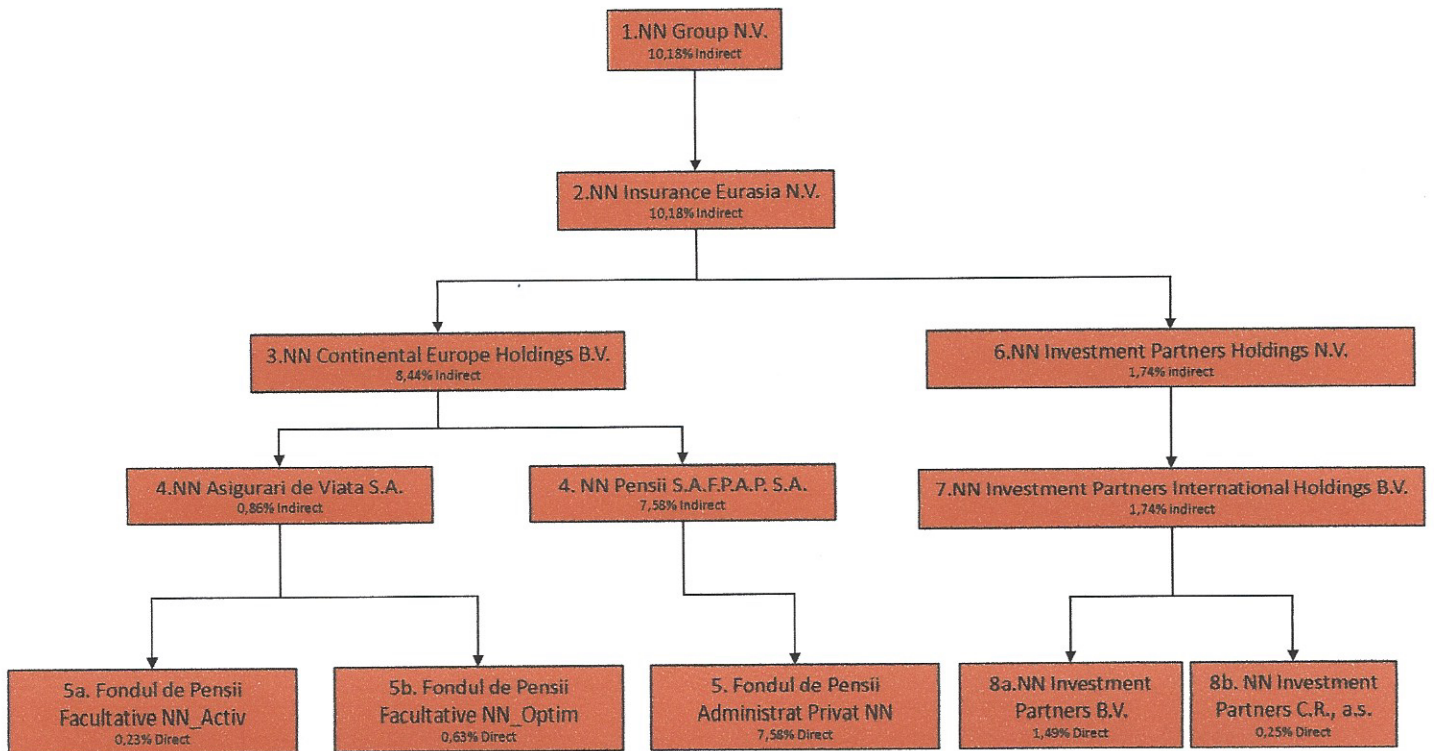 1.NN Group N.V.
10,18% Indirect
2.NN Insurance Eurasia N.V.
10,18% Indirect
3.NN Continental Europe Holdings B.V.
8,44% Indirect
6.NN Investment Partners Holdings N.V.
1,74% indirect
4.NN Asigurari de Viata S.A.
0,86% Indirect
4. NN Pensii S.A.F.P.A.P. S.A.
7,58% Indirect
7.NN Investment Partners International Holdings B.V.
1,74% indirect
5a. Fondul de Pensii
Facultative NN_Activ
0,23% Direct
5b. Fondul de Pensii
Facultative NN_Optim
0,63% Direct
5. Fondul de Pensii
Administrat Privat NN
7,58% Direct
8a.NN Investment
Partners B.V.
1,49% Direct
8b. NN Investment
Partners C.R., a.s.
0,25% Direct